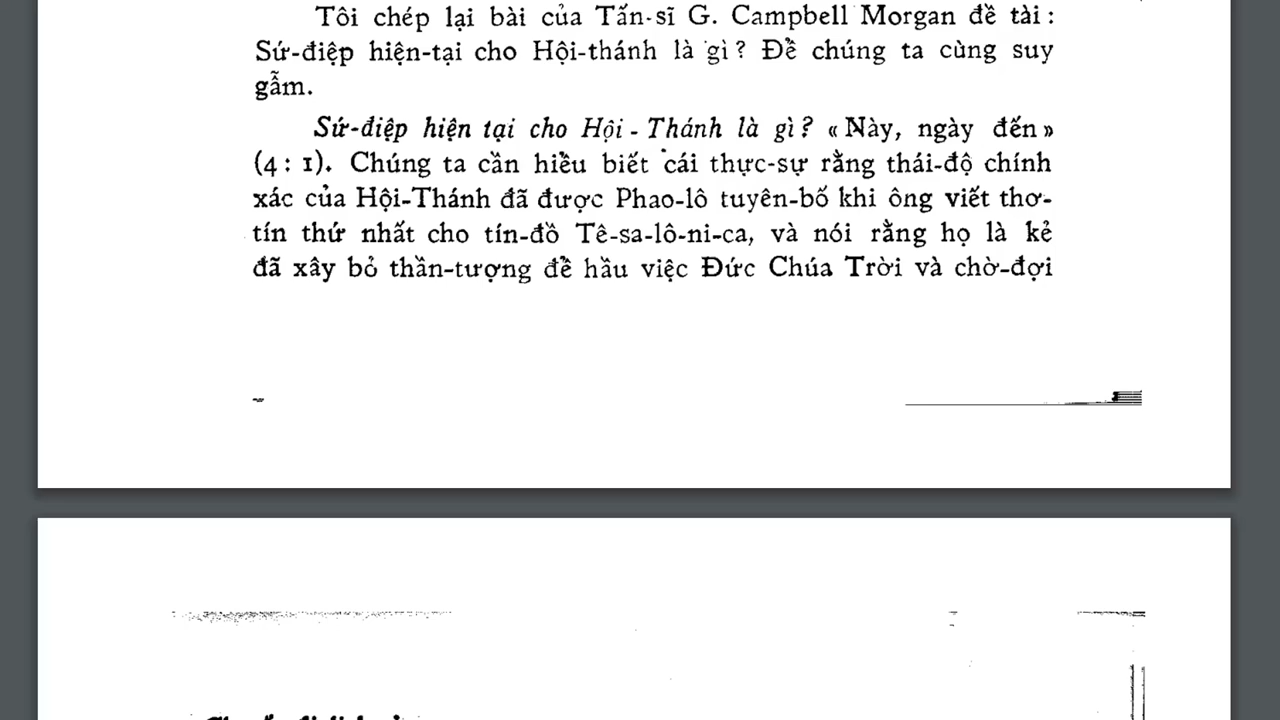 Tôi chép lại bài của Tấn-sĩ G. Campbell Morgan đề tài :
Sứ-điệp hiện-tại cho Hội-thánh là gì ? Để chúng ta cùng suy
gẫm.
Sứ-điệp hiện tại cho Hội - Thánh là gì ? « Này, ngày đến »
(4 : 1). Chúng ta cần hiểu biết cái thực-sự rằng thái-độ chính
xác của Hội-Thánh đã được Phao-lô tuyên-bố khi ông viết thơ-
tín thứ nhất cho tín-đồ Tê-sa-lô-ni-ca, và nói rằng họ là kẻ
đã xây bỏ thần-tượng để hầu việc Đức Chúa Trời và chờ-đợi